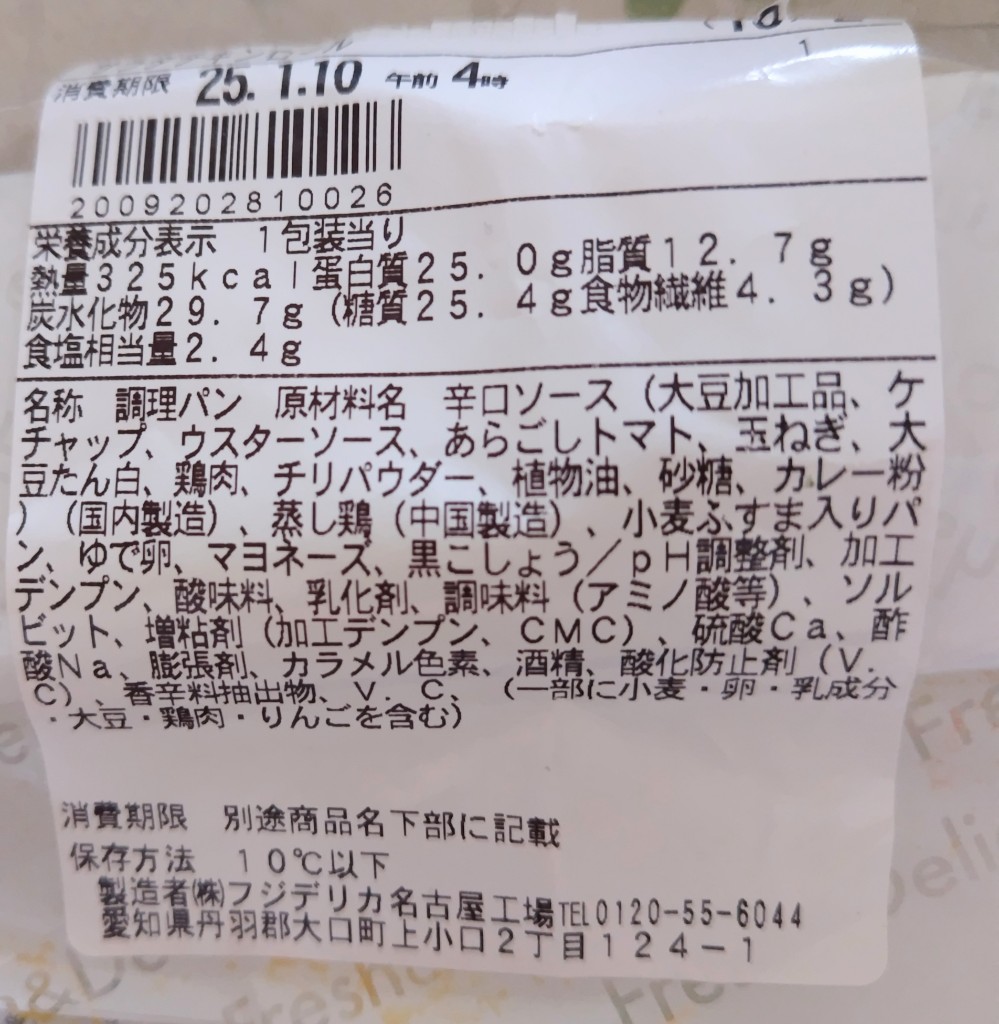 消費期限 25. 1.10 午前 4時
1
2009202810026
栄養成分表示 1包装当り
熱量325kcal蛋白質25. 0g脂質12. 7g
炭水化物29. 7g (糖質25. 4g食物繊維4. 3g)
食塩相当量2. 4g
名称 調理パン 原材料名 辛口ソース (大豆加工品、ケ
チャップ、ウスターソース、あらごしトマト、玉ねぎ、大
豆たん白、鶏肉、チリパウダー、植物油、砂糖、カレー粉
) (国内製造)、蒸し鶏 (中国製造)、小麦ふすま入りパ
ン、ゆで卵、マヨネーズ、黒こしょう/pH調整剤、加工
デンプン、酸味料、乳化剤、調味料 (アミノ酸等)、ソル
ビット、増粘剤 (加工デンプン、CMC)、硫酸Ca、酢
酸Na、膨張剤、カラメル色素、酒精、酸化防止剤 (V.
C)、香辛料抽出物、V. C、 (一部に小麦・卵・乳成分
・大豆・鶏肉・りんごを含む)
消費期限 別途商品名下部に記載
保存方法 10℃以下
製造者㈱フジデリカ名古屋工場TEL0120-55-6044
愛知県丹羽郡大口町上小口2丁目124-1